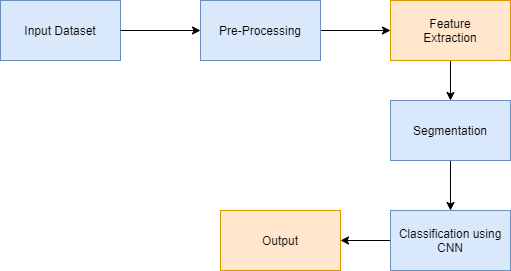 Input Dataset
Pre-Processing
Feature
Extraction
Segmentation
Classification using
CNN
Output